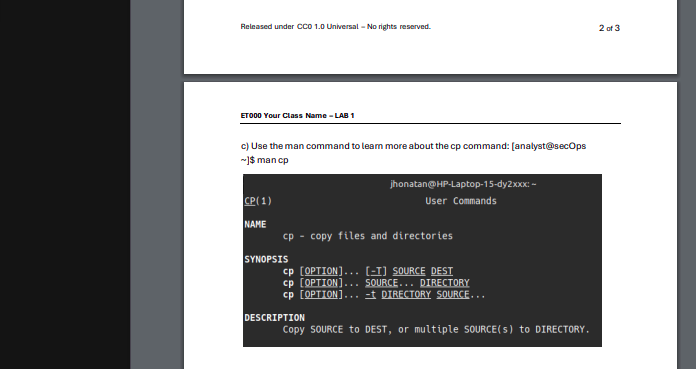 Released under CC0 1.0 Universal – No rights reserved.
2 of 3
ET000 Your Class Name – LAB 1
c) Use the man command to learn more about the cp command: [analyst@secOps
~]$ man cp
jhonatan@HP-Laptop-15-dy2xxx: ~
CP(1) User Commands
NAME
cp - copy files and directories
SYNOPSIS
cp [OPTION]... [-T] SOURCE DEST
cp [OPTION]... SOURCE... DIRECTORY
cp [OPTION]... -t DIRECTORY SOURCE...
DESCRIPTION
Copy SOURCE to DEST, or multiple SOURCE(s) to DIRECTORY.